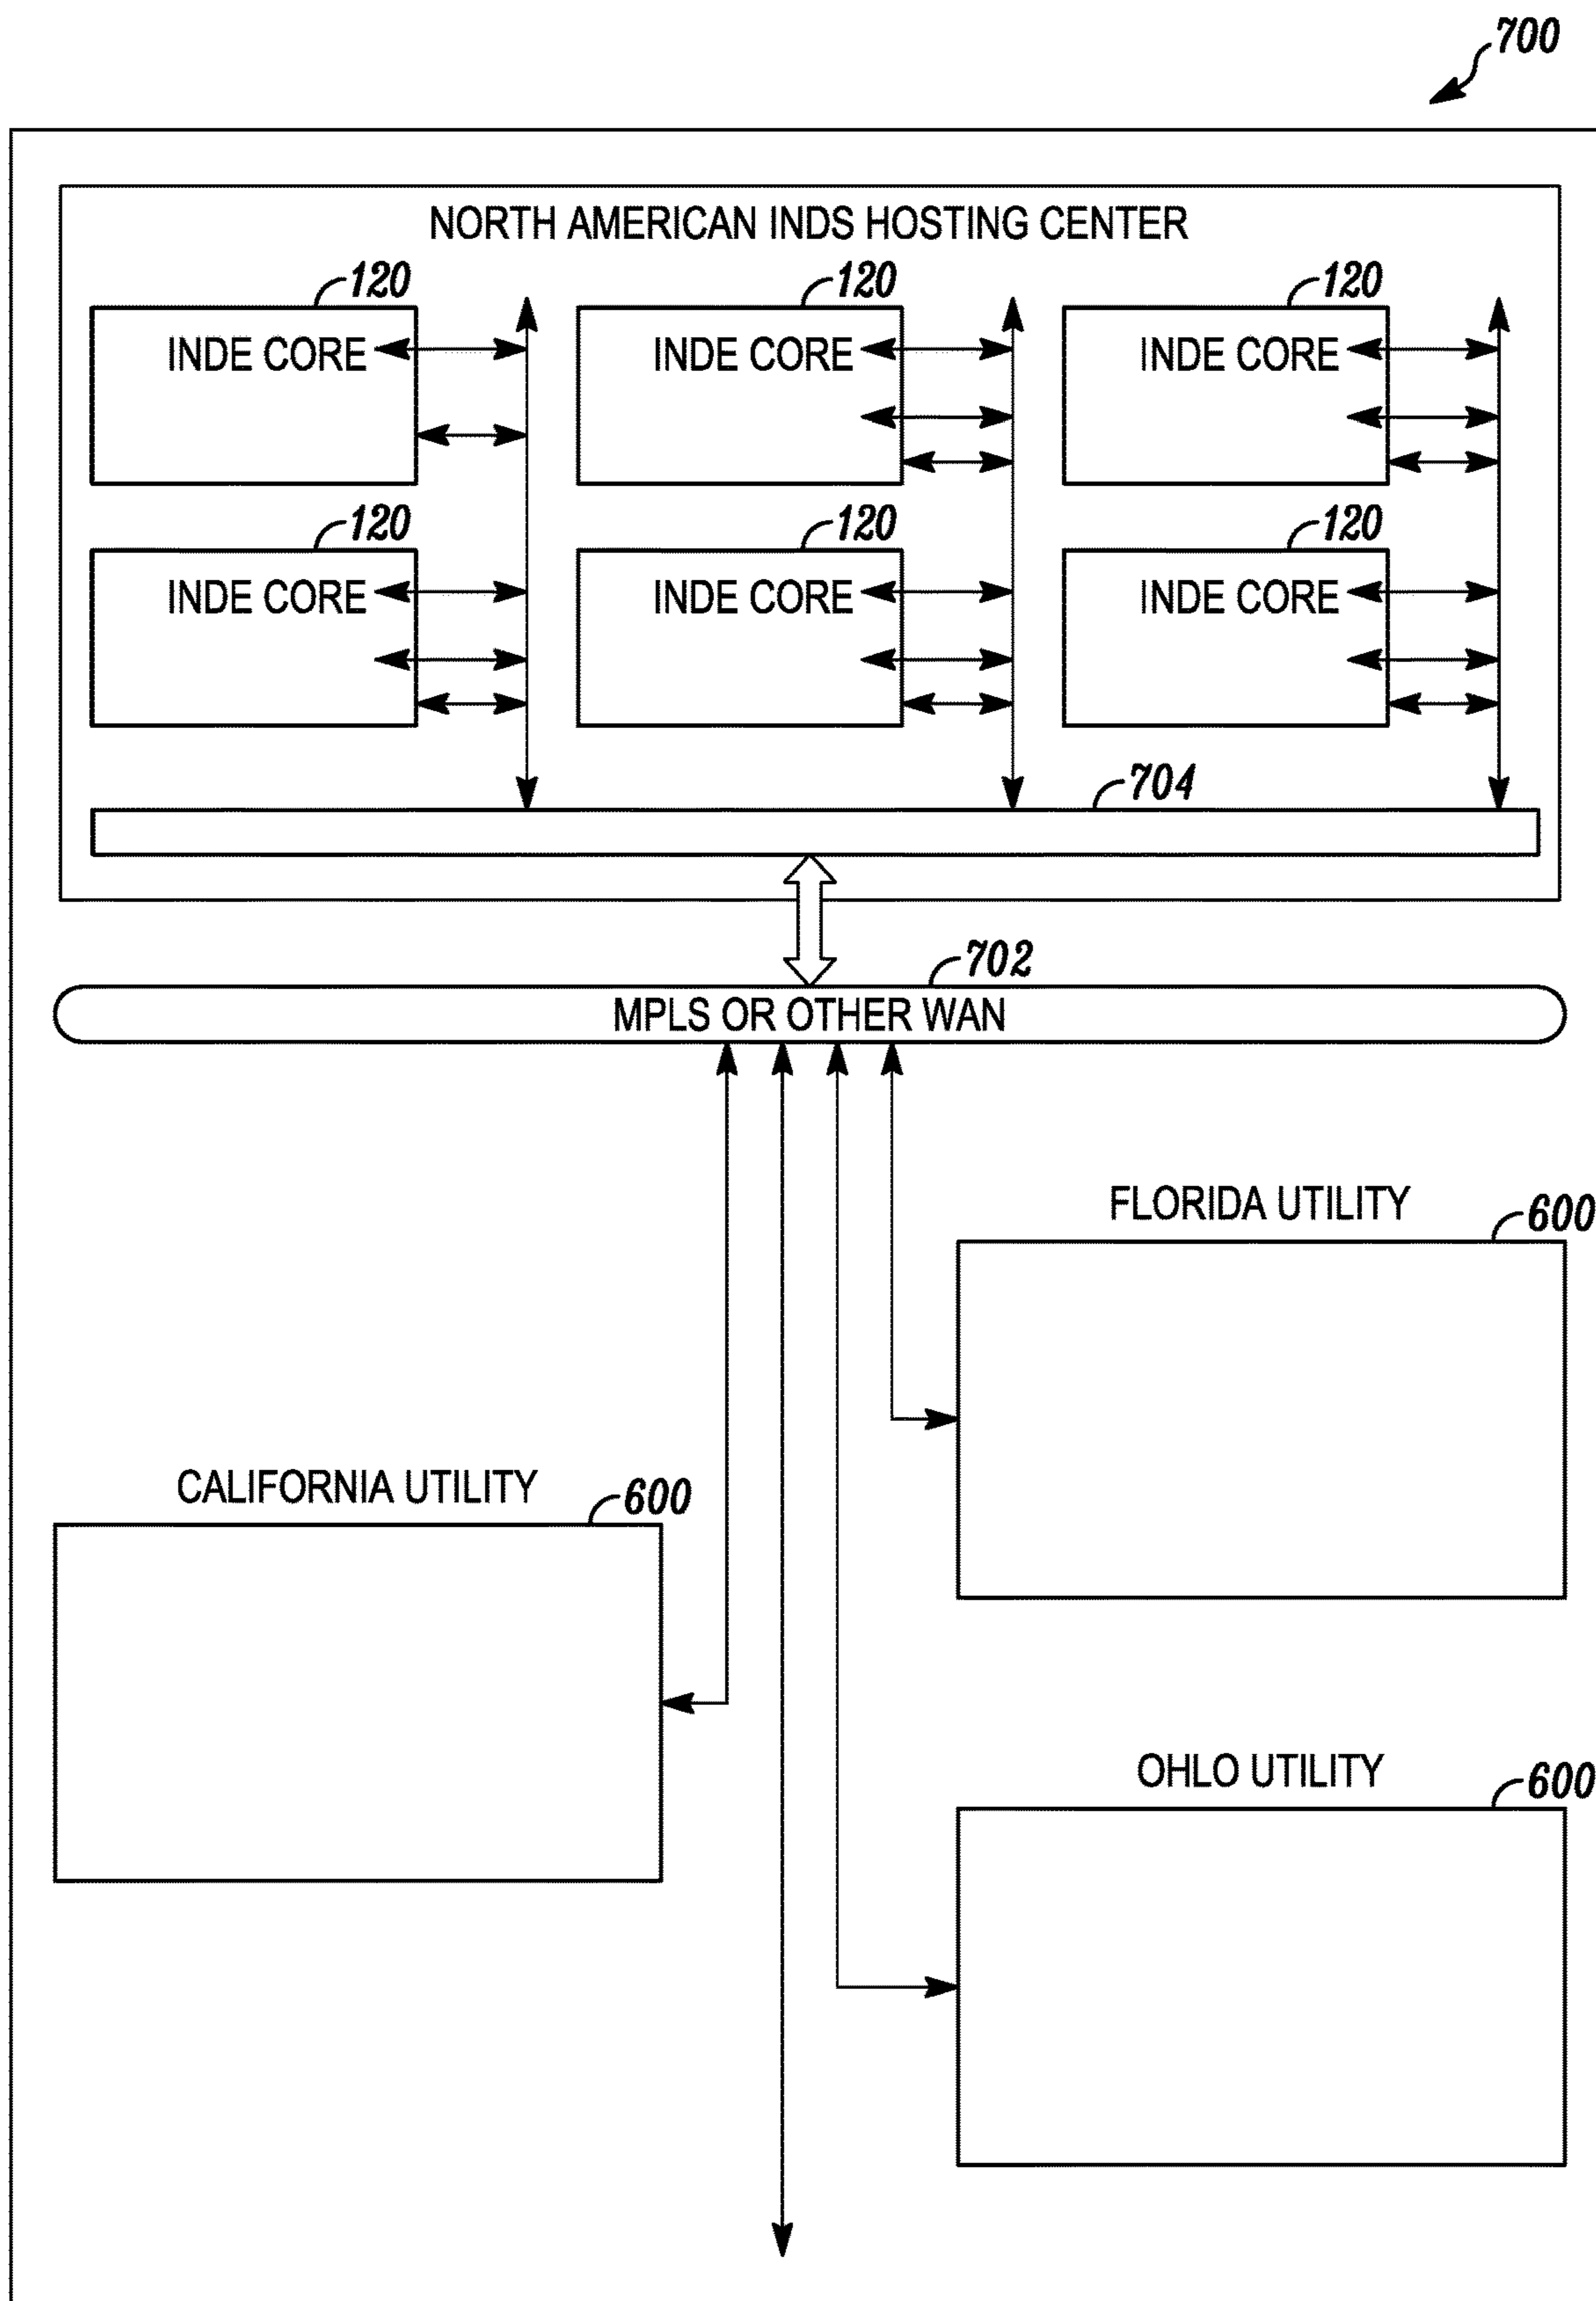 700
NORTH AMERICAN INDS HOSTING CENTER
120 120 120
INDE CORE INDE CORE INDE CORE
120 120 120
INDE CORE INDE CORE INDE CORE
704
702
MPLS OR OTHER WAN
FLORIDA UTILITY 600
CALIFORNIA UTILITY 600
OHLO UTILITY 600